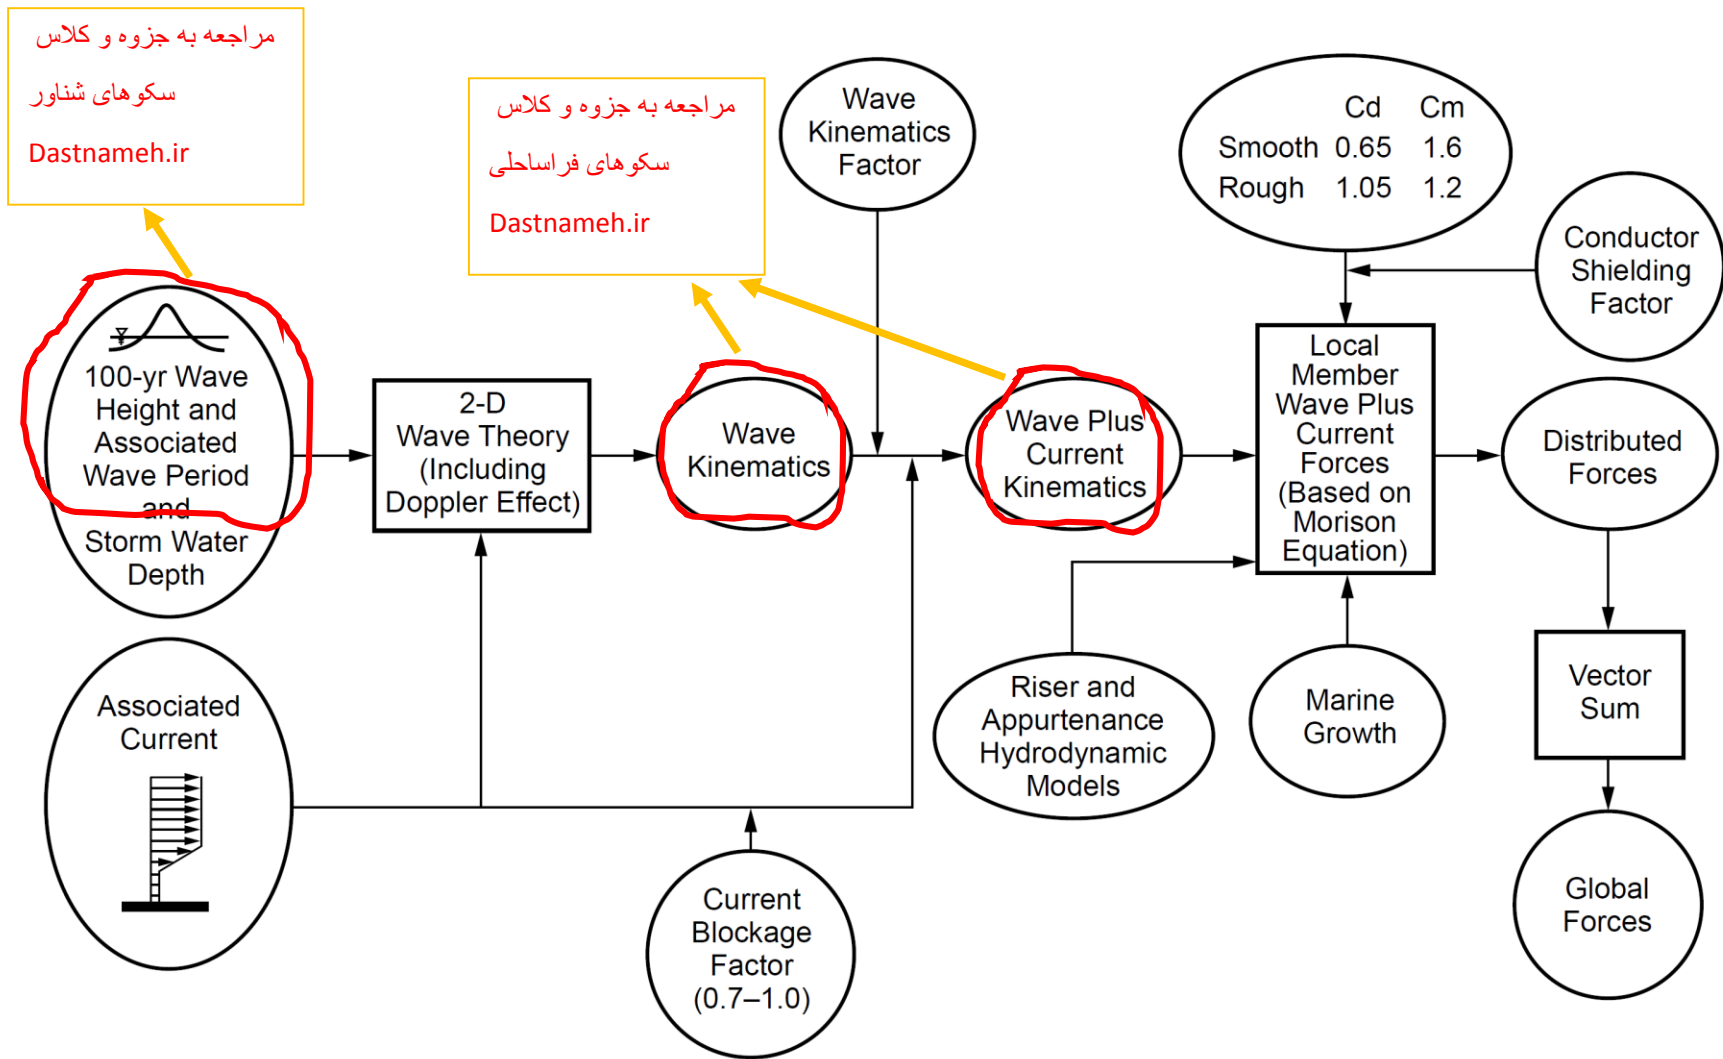 مراجعه به جزوه و کلاس
سکوهای شناور
Dastnameh.ir
مراجعه به جزوه و کلاس
سکوهای فراساحلی
Dastnameh.ir
Wave
Kinematics
Factor
Cd Cm
Smooth 0.65 1.6
Rough 1.05 1.2
Conductor
Shielding
Factor
100-yr Wave
Height and
Associated
Wave Period
and
Storm Water
Depth
2-D
Wave Theory
(Including
Doppler Effect)
Wave
Kinematics
Wave Plus
Current
Kinematics
Local
Member
Wave Plus
Current
Forces
(Based on
Morison
Equation)
Distributed
Forces
Associated
Current
Riser and
Appurtenance
Hydrodynamic
Models
Marine
Growth
Vector
Sum
Current
Blockage
Factor
(0.7–1.0)
Global
Forces